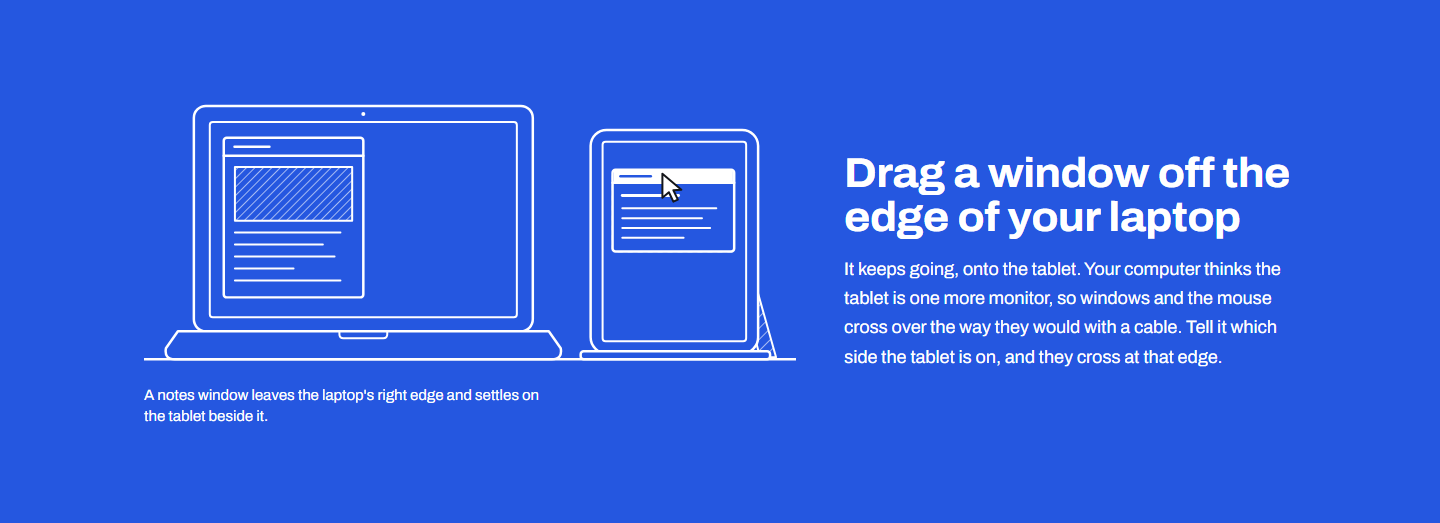 Drag a window off the
edge of your laptop
It keeps going, onto the tablet. Your computer thinks the
tablet is one more monitor, so windows and the mouse
cross over the way they would with a cable. Tell it which
side the tablet is on, and they cross at that edge.
A notes window leaves the laptop's right edge and settles on
the tablet beside it.